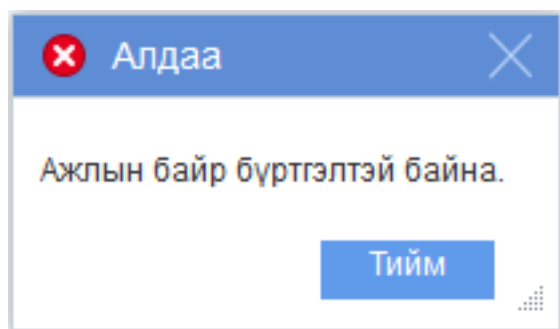 Алдаа
Ажлын байр бүртгэлтэй байна.
Тийм